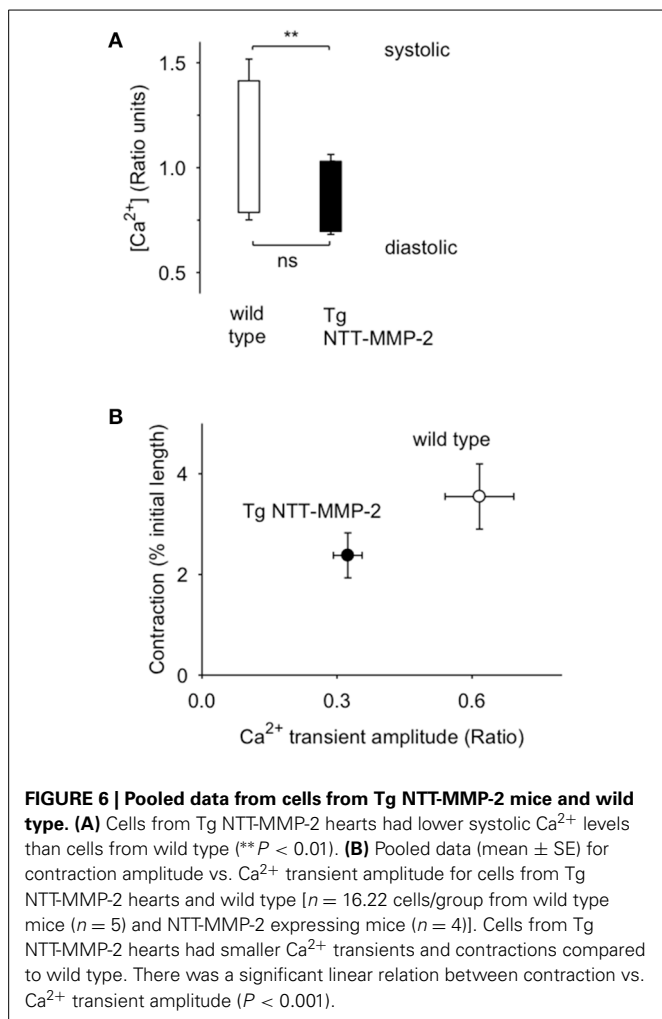 A
**
systolic
1.5
1.0
0.5
[Ca²⁺] (Ratio units)
diastolic
ns
wild
type
Tg
NTT-MMP-2
B
wild type
Tg NTT-MMP-2
4
2
0
Contraction (% initial length)
0.0 0.3 0.6
Ca²⁺ transient amplitude (Ratio)
FIGURE 6 | Pooled data from cells from Tg NTT-MMP-2 mice and wild
type. (A) Cells from Tg NTT-MMP-2 hearts had lower systolic Ca²⁺ levels
than cells from wild type (**P < 0.01). (B) Pooled data (mean ± SE) for
contraction amplitude vs. Ca²⁺ transient amplitude for cells from Tg
NTT-MMP-2 hearts and wild type [n = 16.22 cells/group from wild type
mice (n = 5) and NTT-MMP-2 expressing mice (n = 4)]. Cells from Tg
NTT-MMP-2 hearts had smaller Ca²⁺ transients and contractions compared
to wild type. There was a significant linear relation between contraction vs.
Ca²⁺ transient amplitude (P < 0.001).